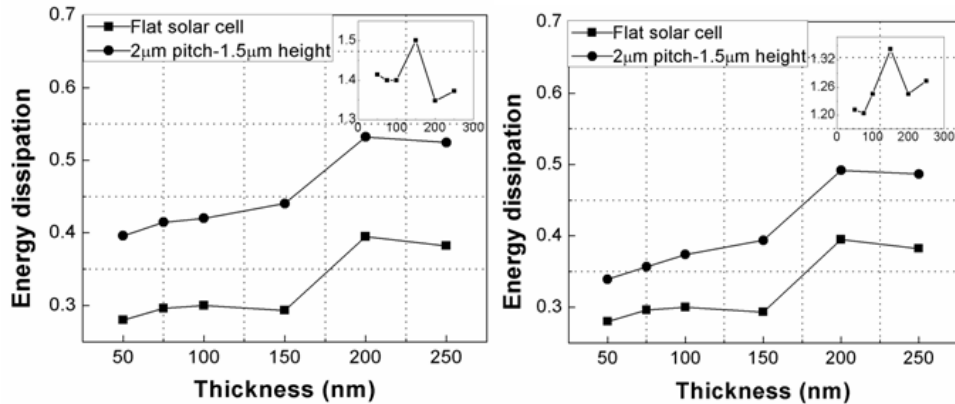 0.7
0.6
0.5
0.4
0.3
Energy dissipation
Flat solar cell
2μm pitch-1.5μm height
1.5
1.4
1.3
0 100 200 300
50 100 150 200 250
Thickness (nm)
0.7
0.6
0.5
0.4
0.3
Energy dissipation
Flat solar cell
2μm pitch-1.5μm height
1.32
1.26
1.20
0 100 200 300
50 100 150 200 250
Thickness (nm)